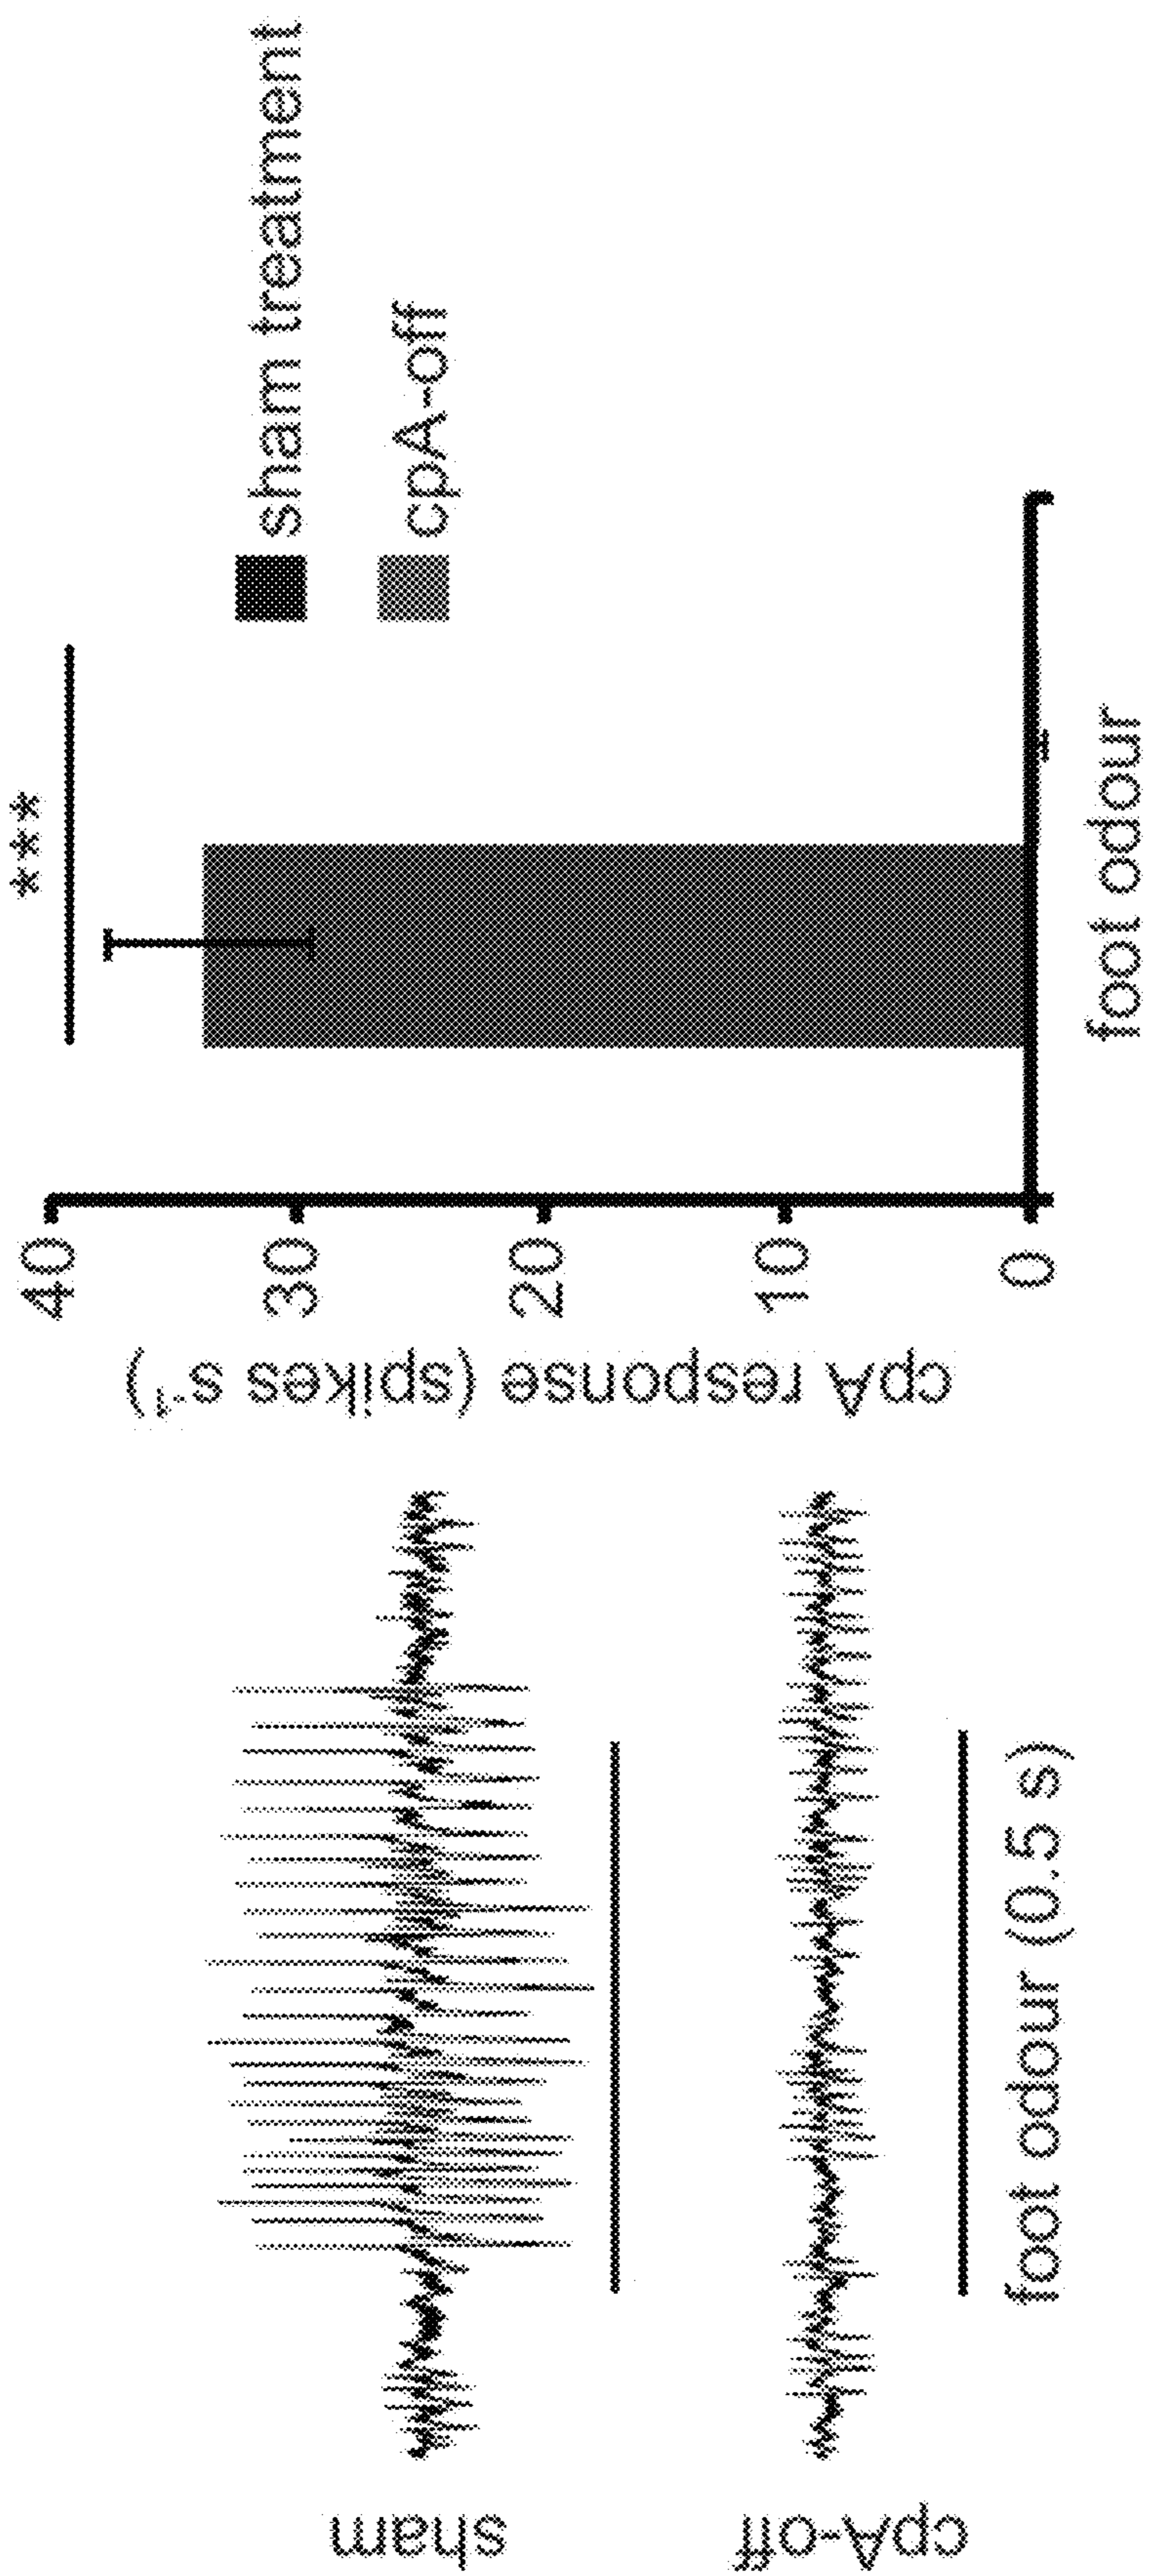 sham
cpA-off
foot odour (0.5 s)
cpA response (spikes s⁻¹)
40
30
20
10
0
***
sham treatment
cpA-off
foot odour